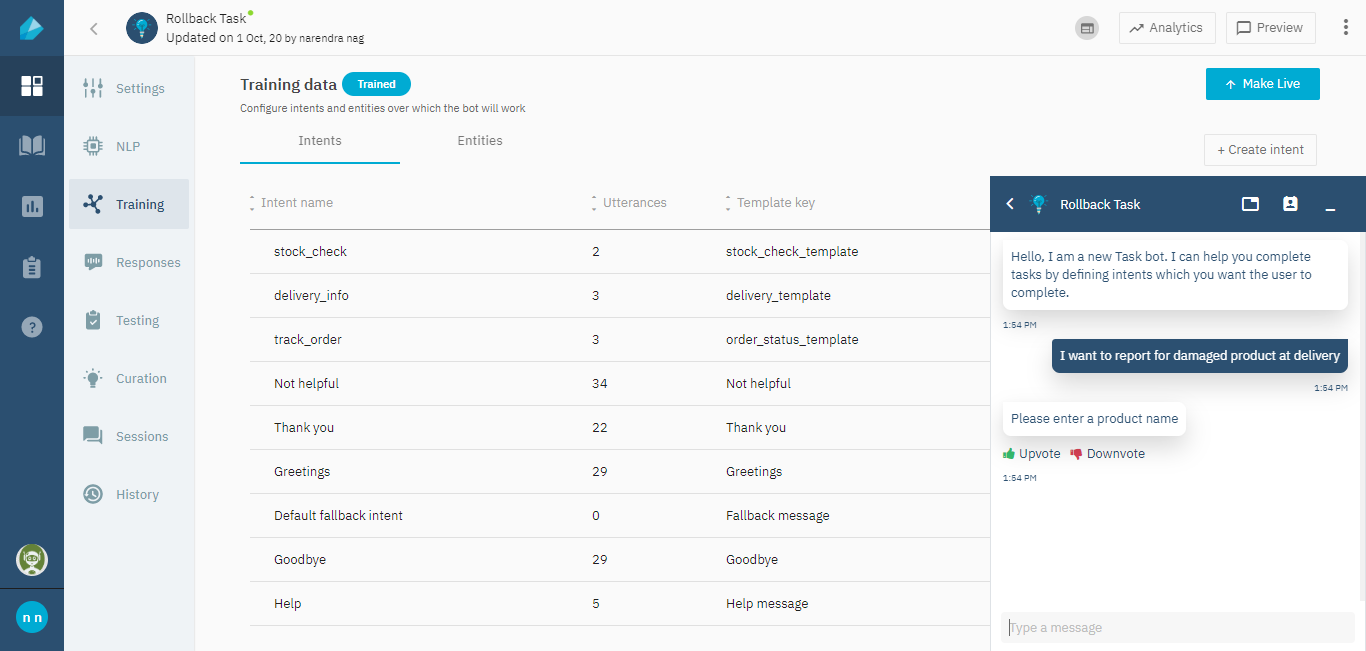 Rollback Task
Updated on 1 Oct, 20 by narendra nag
Analytics
Preview
Settings
NLP
Training
Responses
Testing
Curation
Sessions
History
?
n n
Training data
Trained
Configure intents and entities over which the bot will work
Make Live
Intents
Entities
+ Create intent
Intent name
Utterances
Template key
stock_check
2
stock_check_template
delivery_info
3
delivery_template
track_order
3
order_status_template
Not helpful
34
Not helpful
Thank you
22
Thank you
Greetings
29
Greetings
Default fallback intent
0
Fallback message
Goodbye
29
Goodbye
Help
5
Help message
Rollback Task
Hello, I am a new Task bot. I can help you complete
tasks by defining intents which you want the user to
complete.
1:54 PM
I want to report for damaged product at delivery
1:54 PM
Please enter a product name
Upvote
Downvote
1:54 PM
Type a message